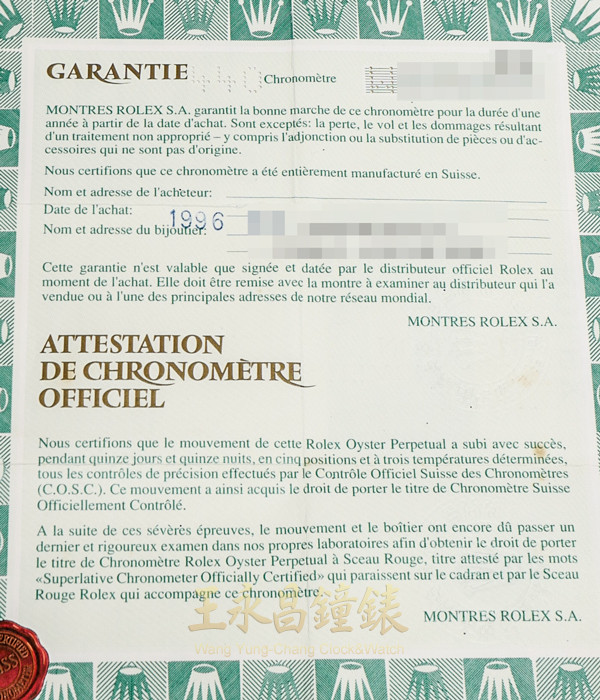 GARANTIE 440 Chronomètre
MONTRES ROLEX S.A. garantit la bonne marche de ce chronomètre pour la durée d'une
année à partir de la date d'achat. Sont exceptés: la perte, le vol et les dommages résultant
d'un traitement non approprié – y compris l'adjonction ou la substitution de pièces ou d'ac-
cessoires qui ne sont pas d'origine.
Nous certifions que ce chronomètre a été entièrement manufacturé en Suisse.
Nom et adresse de l'acheteur:
Date de l'achat:
1996
Nom et adresse du bijoutier:
Cette garantie n'est valable que signée et datée par le distributeur officiel Rolex au
moment de l'achat. Elle doit être remise avec la montre à examiner au distributeur qui l'a
vendue ou à l'une des principales adresses de notre réseau mondial.
MONTRES ROLEX S.A.
ATTESTATION
DE CHRONOMÈTRE
OFFICIEL
Nous certifions que le mouvement de cette Rolex Oyster Perpetual a subi avec succès,
pendant quinze jours et quinze nuits, en cinq positions et à trois températures déterminées,
tous les contrôles de précision effectués par le Contrôle Officiel Suisse des Chronomètres
(C.O.S.C.). Ce mouvement a ainsi acquis le droit de porter le titre de Chronomètre Suisse
Officiellement Contrôlé.
A la suite de ces sévères épreuves, le mouvement et le boîtier ont encore dû passer un
dernier et rigoureux examen dans nos propres laboratoires afin d'obtenir le droit de porter
le titre de Chronomètre Rolex Oyster Perpetual à Sceau Rouge, titre attesté par les mots
«Superlative Chronometer Officially Certified» qui paraissent sur le cadran et par le Sceau
Rouge Rolex qui accompagne ce chronomètre.
MONTRES ROLEX S.A.
王永昌鐘錶
Wang Yung-Chang Clock&Watch